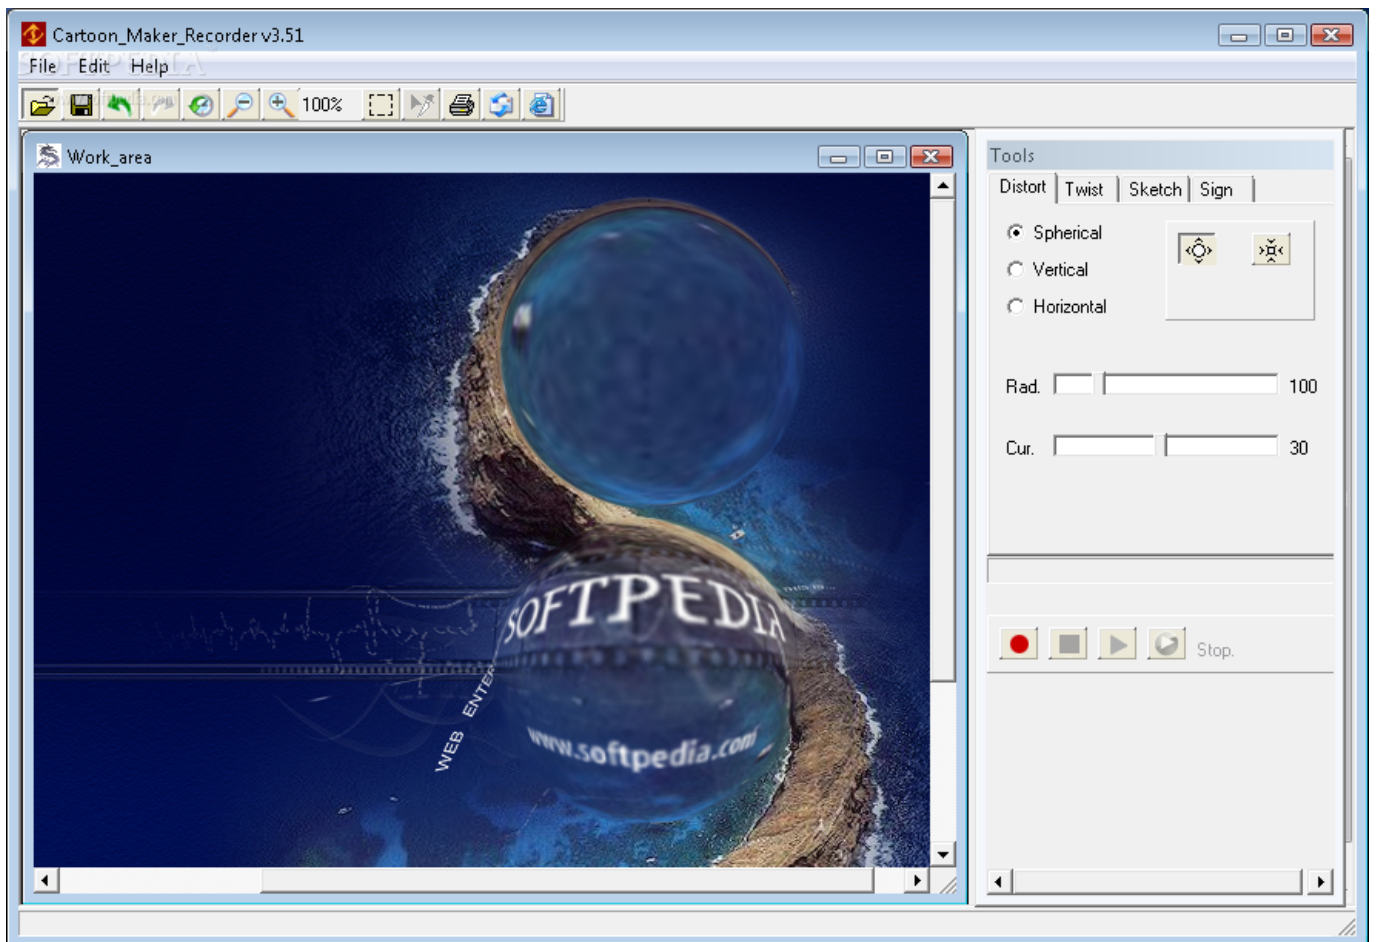 Cartoon_Maker_Recorder v3.51
SOFTPEDIA
File Edit Help
100%
Work_area
Tools
Distort Twist Sketch Sign
Spherical
Vertical
Horizontal
Rad. 100
Cur. 30
SOFTPEDIA
WEB ENTER
www.softpedia.com
Stop.